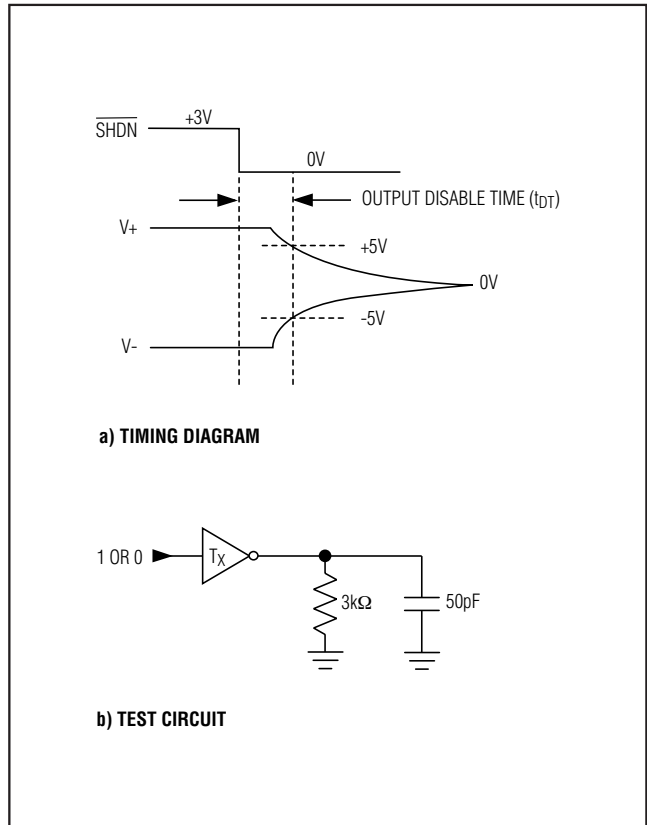 SHDN
+3V
0V
OUTPUT DISABLE TIME (tDT)
V+
+5V
0V
-5V
V-
a) TIMING DIAGRAM
1 OR 0
TX
3kΩ
50pF
b) TEST CIRCUIT